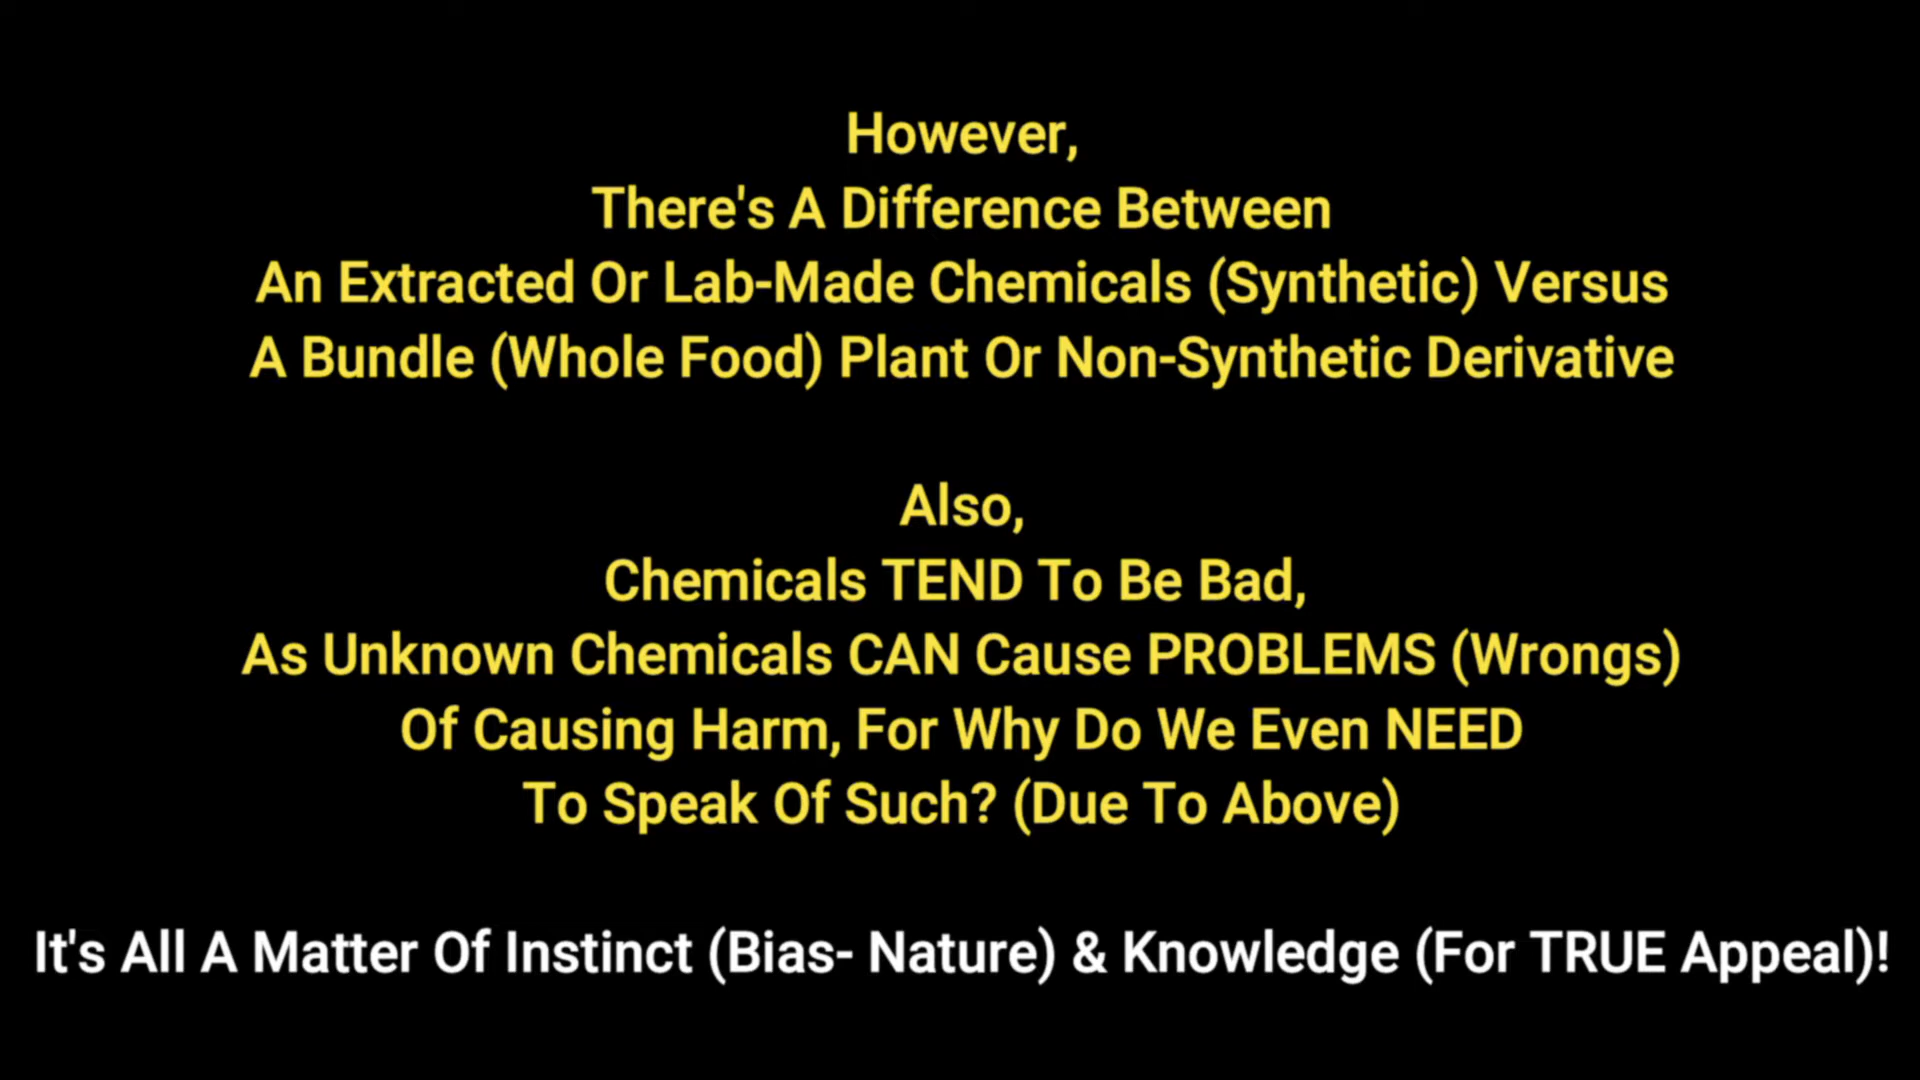 However,
There's A Difference Between
An Extracted Or Lab-Made Chemicals (Synthetic) Versus
A Bundle (Whole Food) Plant Or Non-Synthetic Derivative
Also,
Chemicals TEND To Be Bad,
As Unknown Chemicals CAN Cause PROBLEMS (Wrongs)
Of Causing Harm, For Why Do We Even NEED
To Speak Of Such? (Due To Above)
It's All A Matter Of Instinct (Bias- Nature) & Knowledge (For TRUE Appeal)!